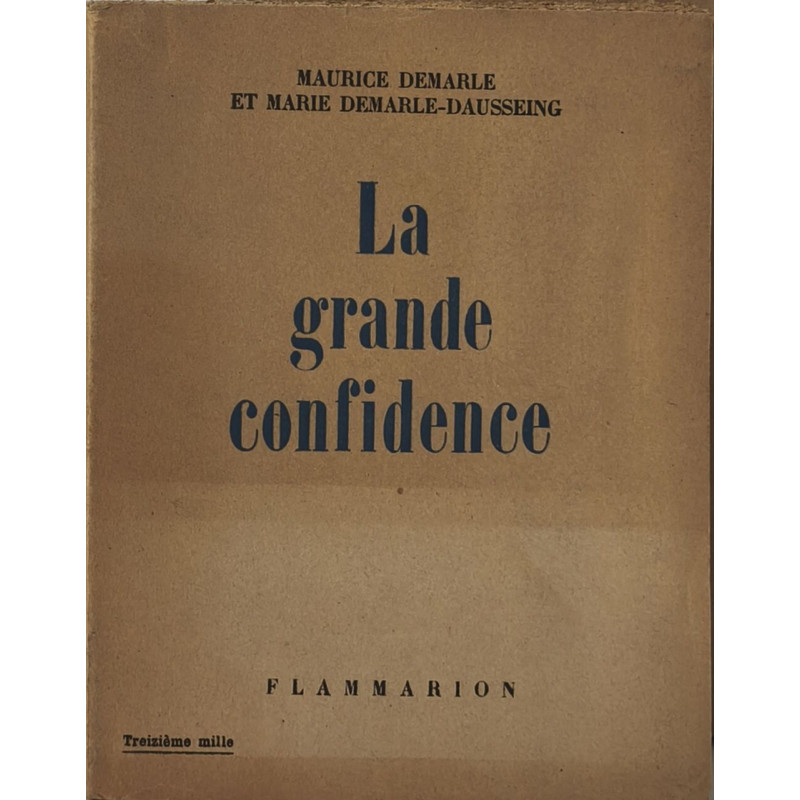 MAURICE DEMARLE
ET MARIE DEMARLE-DAUSSEING
La
grande
confidence
FLAMMARION
Treizième mille